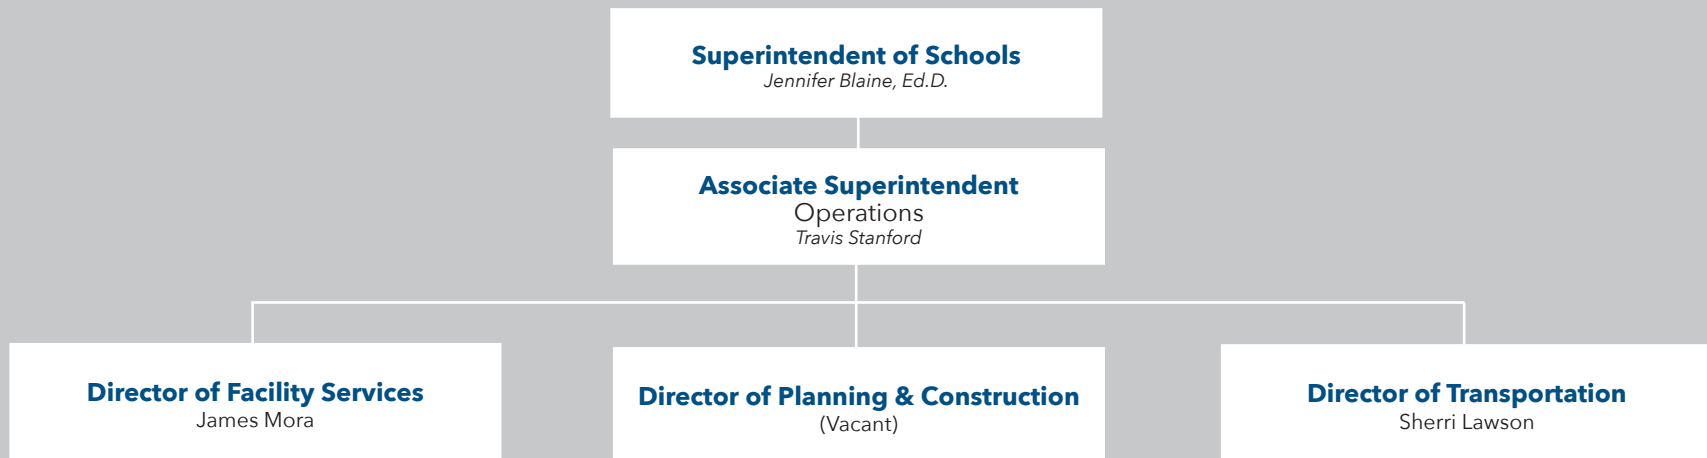 Superintendent of Schools
Jennifer Blaine, Ed.D.
Associate Superintendent
Operations
Travis Stanford
Director of Facility Services
James Mora
Director of Planning & Construction
(Vacant)
Director of Transportation
Sherri Lawson